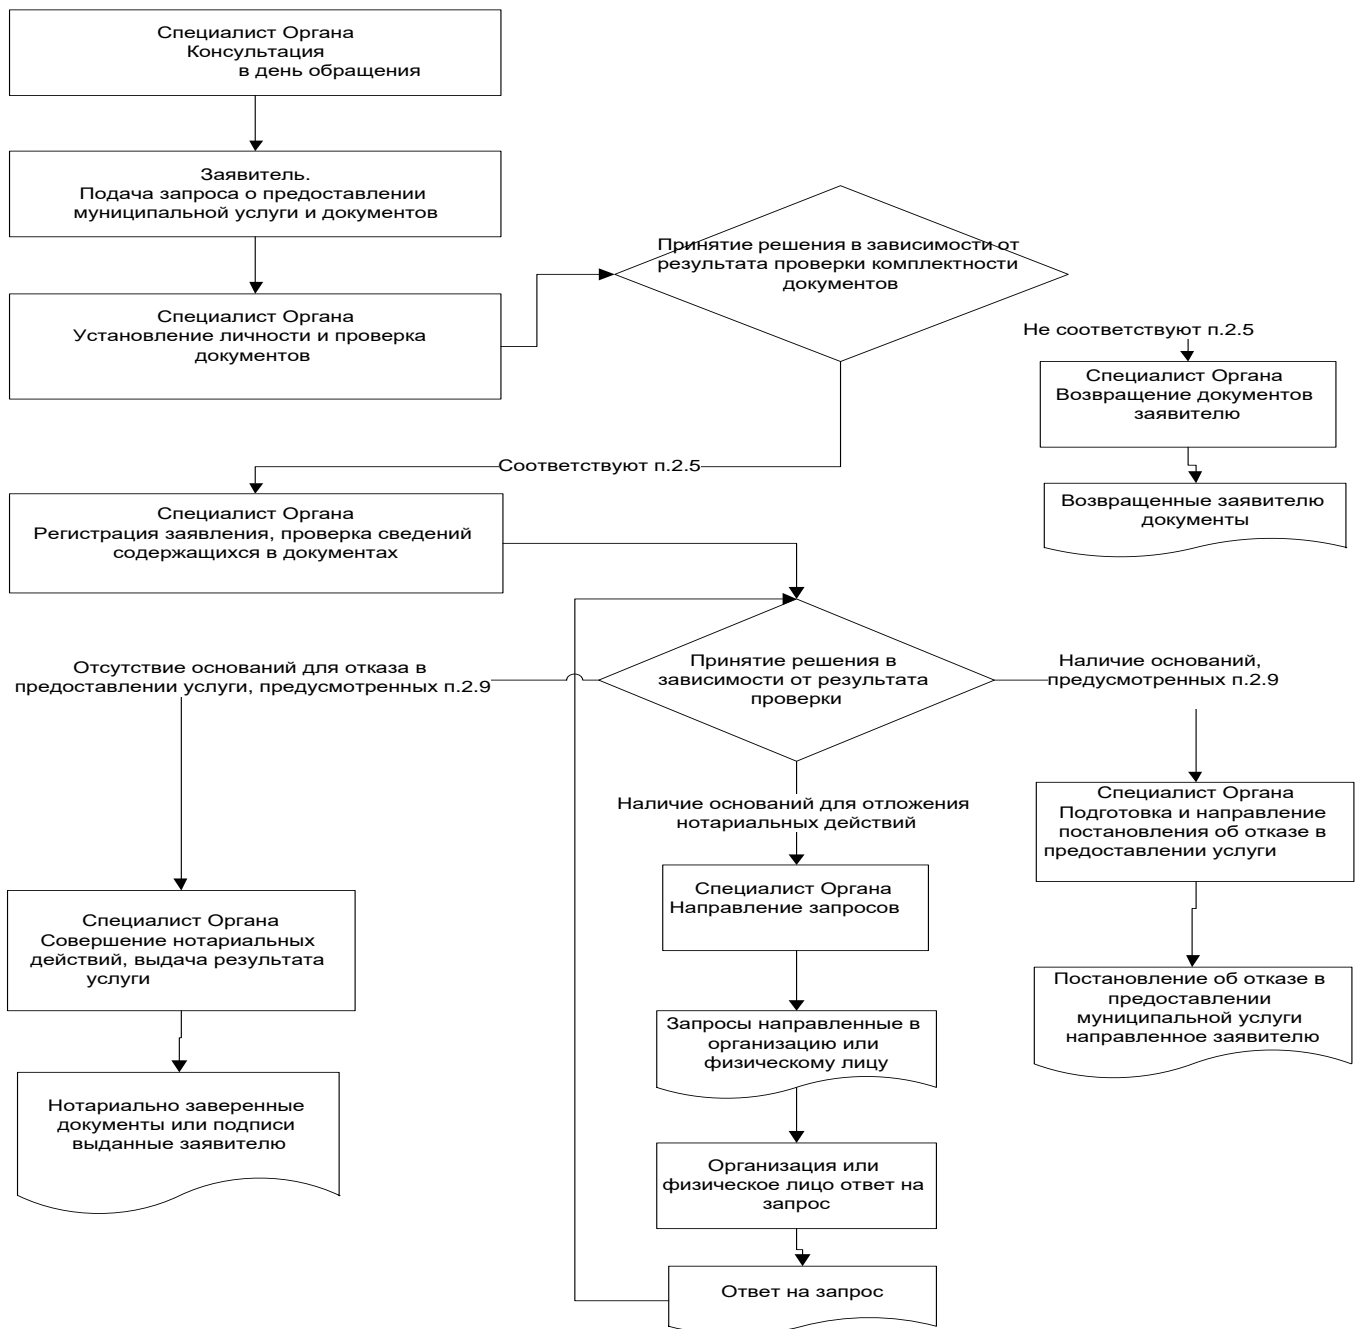 Специалист Органа
Консультация
в день обращения
Заявитель.
Подача запроса о предоставлении
муниципальной услуги и документов
Принятие решения в зависимости от
результата проверки комплектности
документов
Специалист Органа
Установление личности и проверка
документов
Не соответствуют п.2.5
Специалист Органа
Возвращение документов
заявителю
Соответствуют п.2.5
Возвращенные заявителю
документы
Специалист Органа
Регистрация заявления, проверка сведений
содержащихся в документах
Отсутствие оснований для отказа в
предоставлении услуги, предусмотренных п.2.9
Принятие решения в
зависимости от результата
проверки
Наличие оснований,
предусмотренных п.2.9
Наличие оснований для отложения
нотариальных действий
Специалист Органа
Подготовка и направление
постановления об отказе в
предоставлении услуги
Специалист Органа
Направление запросов
Специалист Органа
Совершение нотариальных
действий, выдача результата
услуги
Постановление об отказе в
предоставлении
муниципальной услуги
направленное заявителю
Запросы направленные в
организацию или
физическому лицу
Нотариально заверенные
документы или подписи
выданные заявителю
Организация или
физическое лицо ответ на
запрос
Ответ на запрос